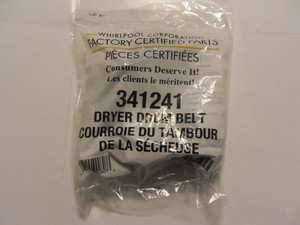 WHIRLPOOL CORPORATION
FACTORY CERTIFIED PARTS
PIÈCES CERTIFIÉES
Consumers Deserve It!
Les clients le méritent!
341241
DRYER DRUM BELT
COURROIE DU TAMBOUR
DE LA SÉCHEUSE